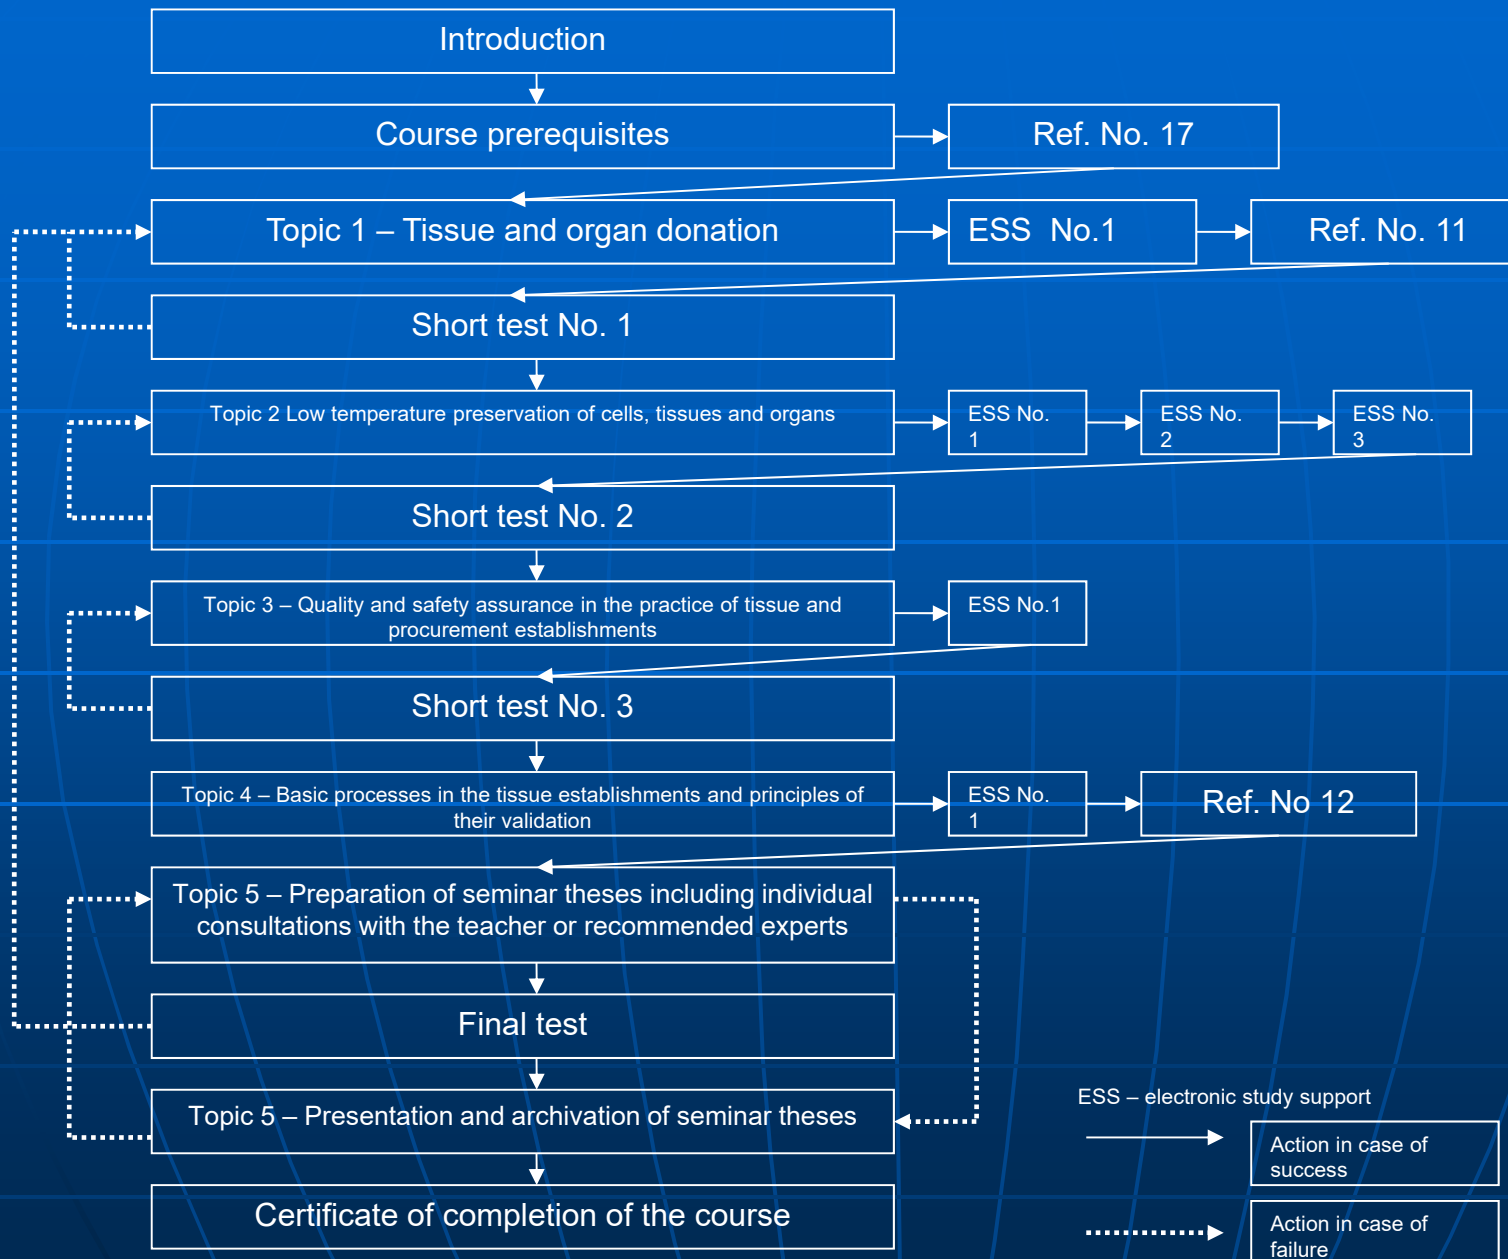 Introduction
Course prerequisites
Ref. No. 17
Topic 1 – Tissue and organ donation
ESS  No.1
Ref. No. 11
Short test No. 1
Topic 2 Low temperature preservation of cells, tissues and organs
ESS No.
1
ESS No.
2
ESS No.
3
Short test No. 2
Topic 3 – Quality and safety assurance in the practice of tissue and
procurement establishments
ESS No.1
Short test No. 3
Topic 4 – Basic processes in the tissue establishments and principles of
their validation
ESS No.
1
Ref. No 12
Topic 5 – Preparation of seminar theses including individual
consultations with the teacher or recommended experts
Final test
Topic 5 – Presentation and archivation of seminar theses
Certificate of completion of the course
ESS – electronic study support
Action in case of
success
Action in case of
failure